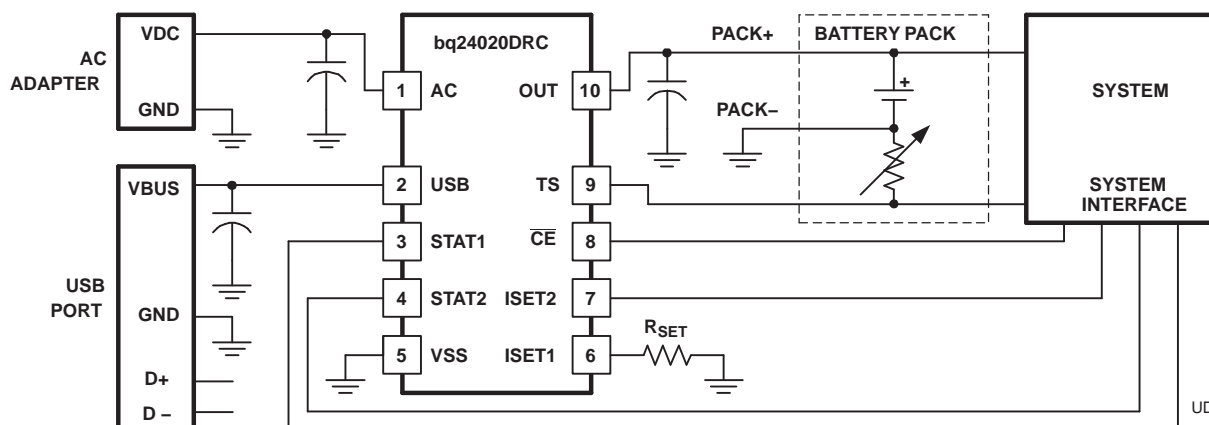 AC
ADAPTER
VDC
GND
USB
PORT
VBUS
GND
D+
D –
bq24020DRC
1 AC
2 USB
3 STAT1
4 STAT2
5 VSS
OUT 10
TS 9
CE 8
ISET2 7
ISET1 6
RSET
PACK+
PACK–
BATTERY PACK
+
SYSTEM
SYSTEM
INTERFACE
UD